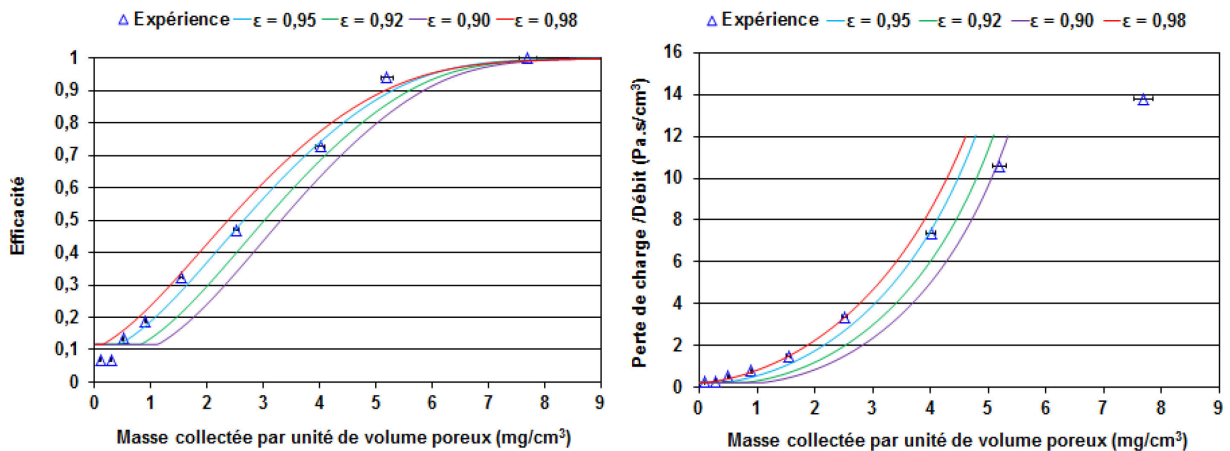 Expérience ε = 0,95 ε = 0,92 ε = 0,90 ε = 0,98
1
0,9
0,8
0,7
0,6
0,5
0,4
0,3
0,2
0,1
0
Efficacité
0 1 2 3 4 5 6 7 8 9
Masse collectée par unité de volume poreux (mg/cm³)
Expérience ε = 0,95 ε = 0,92 ε = 0,90 ε = 0,98
16
14
12
10
8
6
4
2
0
Perte de charge /Débit (Pa.s/cm³)
0 1 2 3 4 5 6 7 8 9
Masse collectée par unité de volume poreux (mg/cm³)